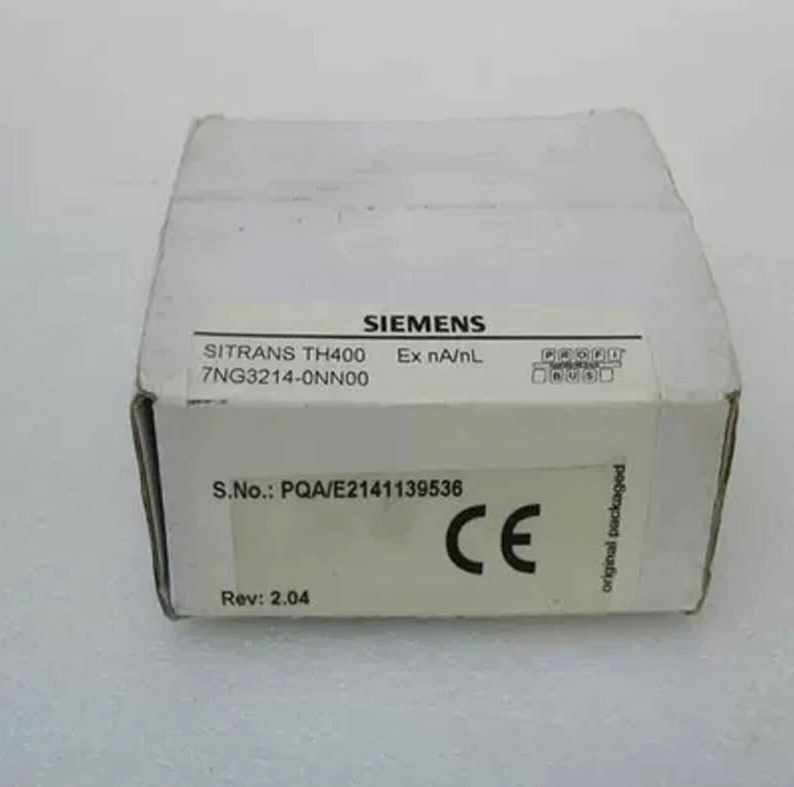 SIEMENS
SITRANS TH400 Ex nA/nL
7NG3214-0NN00
PROFI
BUS
S.No.: PQA/E2141139536
CE
original packaged
Rev: 2.04